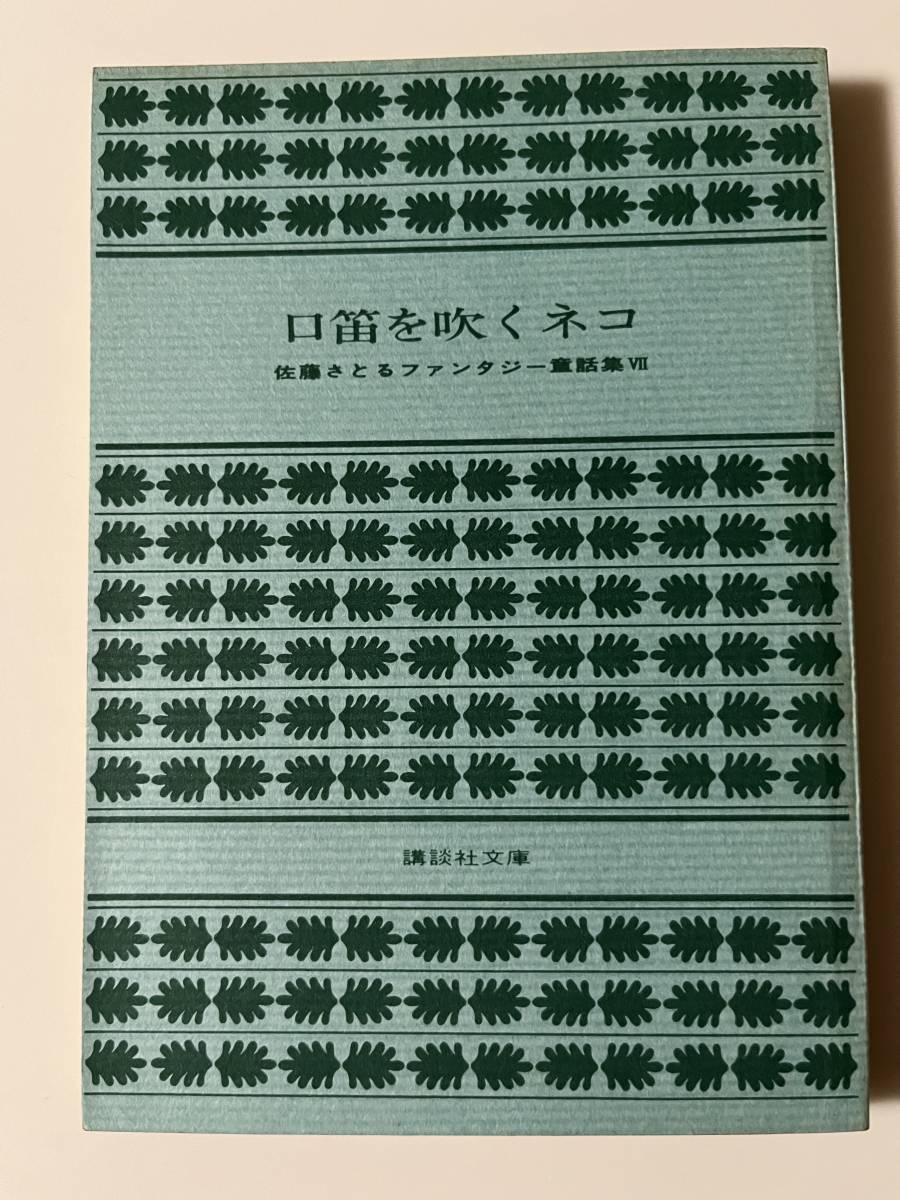 口笛を吹くネコ
佐藤さとるファンタジー童話集Ⅶ
講談社文庫